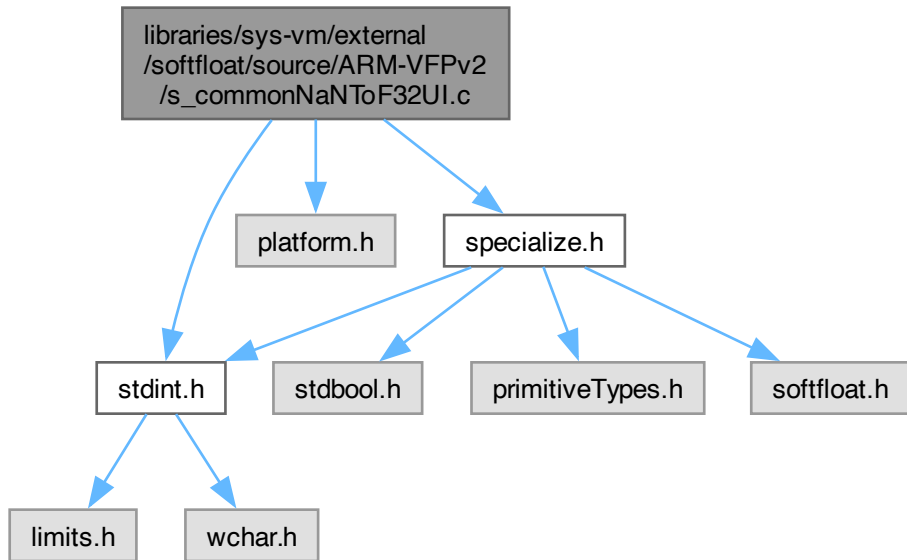 libraries/sys-vm/external
/softfloat/source/ARM-VFPv2
/s_commonNaNToF32UI.c
platform.h
specialize.h
stdint.h
stdbool.h
primitiveTypes.h
softfloat.h
limits.h
wchar.h